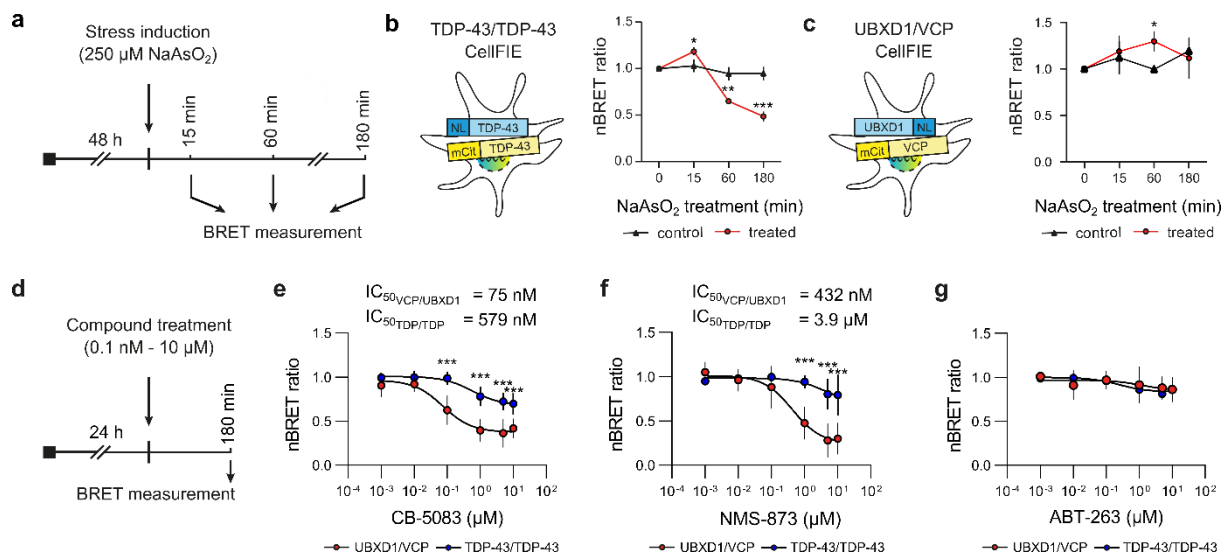 a
Stress induction
(250 µM NaAsO₂)
48 h
15 min
60 min
180 min
BRET measurement
b
TDP-43/TDP-43
CellFIE
NL TDP-43
mCit TDP-43
nBRET ratio
1.5
1.0
0.5
0.0
*
**
***
0 15 60 180
NaAsO₂ treatment (min)
control treated
c
UBXD1/VCP
CellFIE
UBXD1 NL
mCit VCP
nBRET ratio
1.5
1.0
0.5
0.0
*
0 15 60 180
NaAsO₂ treatment (min)
control treated
d
Compound treatment
(0.1 nM - 10 µM)
24 h
180 min
BRET measurement
e
IC₅₀VCP/UBXD1 = 75 nM
IC₅₀TDP/TDP = 579 nM
nBRET ratio
1.5
1.0
0.5
0.0
***
***
***
***
10⁻⁴ 10⁻³ 10⁻² 10⁻¹ 10⁰ 10¹ 10²
CB-5083 (µM)
UBXD1/VCP TDP-43/TDP-43
f
IC₅₀VCP/UBXD1 = 432 nM
IC₅₀TDP/TDP = 3.9 µM
nBRET ratio
1.5
1.0
0.5
0.0
***
***
***
10⁻⁴ 10⁻³ 10⁻² 10⁻¹ 10⁰ 10¹ 10²
NMS-873 (µM)
UBXD1/VCP TDP-43/TDP-43
g
nBRET ratio
1.5
1.0
0.5
0.0
10⁻⁴ 10⁻³ 10⁻² 10⁻¹ 10⁰ 10¹ 10²
ABT-263 (µM)
UBXD1/VCP TDP-43/TDP-43